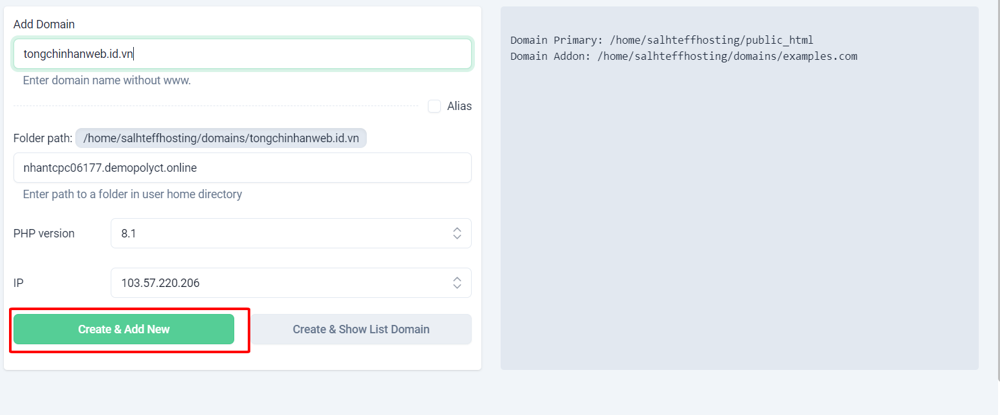 Add Domain
tongchinhanweb.id.vn
Enter domain name without www.
Alias
Folder path: /home/salhteffhosting/domains/tongchinhanweb.id.vn
nhantcpc06177.demopolyct.online
Enter path to a folder in user home directory
PHP version 8.1
IP 103.57.220.206
Create & Add New Create & Show List Domain
Domain Primary: /home/salhteffhosting/public_html
Domain Addon: /home/salhteffhosting/domains/examples.com